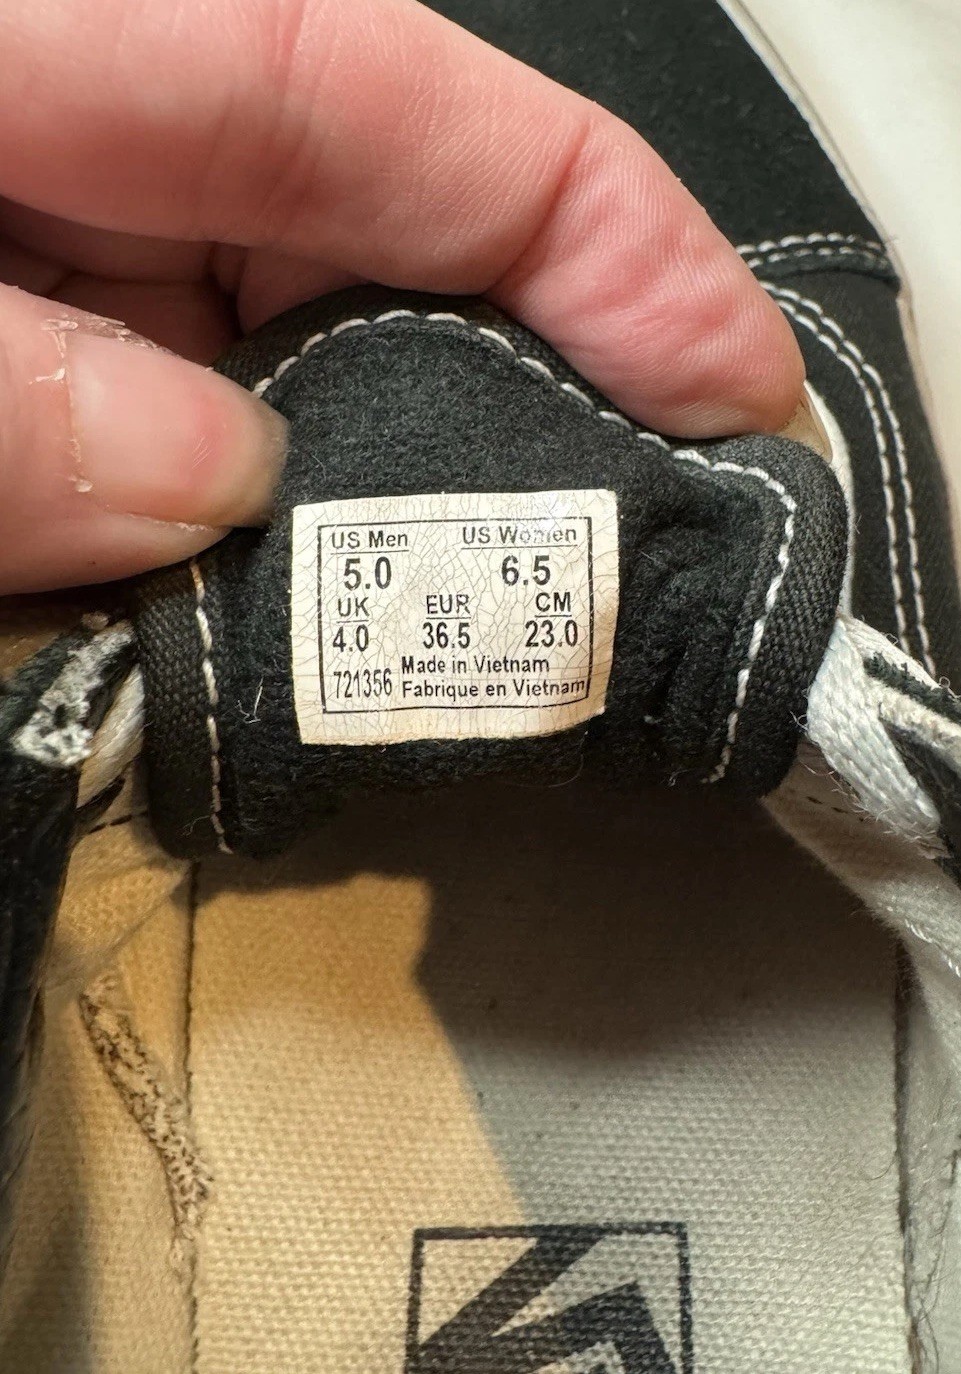 US Men US Women
5.0 6.5
UK EUR CM
4.0 36.5 23.0
721356 Made in Vietnam
Fabrique en Vietnam